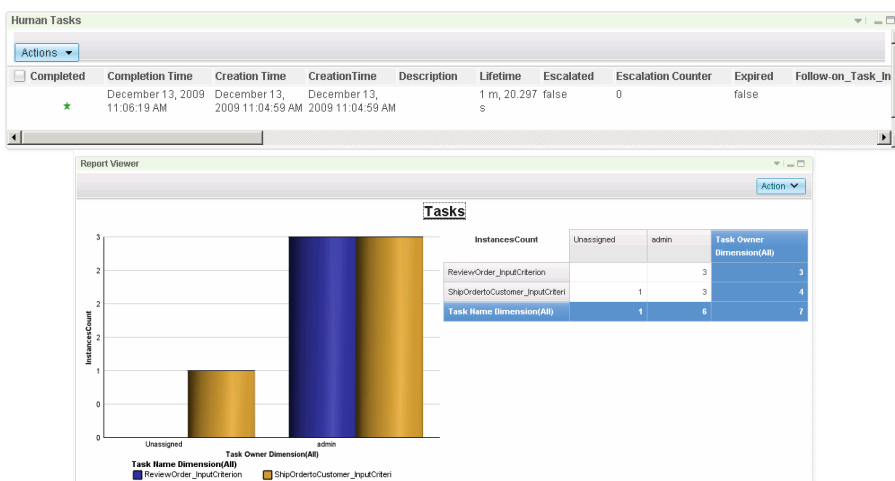 Human Tasks
Actions
Completed Completion Time Creation Time CreationTime Description Lifetime Escalated Escalation Counter Expired Follow-on_Task_In
December 13, 2009 December 13, December 13, 1 m, 20.297 false 0 false
11:06:19 AM 2009 11:04:59 AM 2009 11:04:59 AM s
Report Viewer
Action
Tasks
InstancesCount Unassigned admin Task Owner
Dimension(All)
ReviewOrder_InputCriterion 3 3
ShipOrdertoCustomer_InputCriteri 1 3 4
Task Name Dimension(All) 1 6 7
3
2
2
2
1
0
0
InstancesCount
Unassigned admin
Task Owner Dimension(All)
Task Name Dimension(All)
ReviewOrder_InputCriterion ShipOrdertoCustomer_InputCriteri